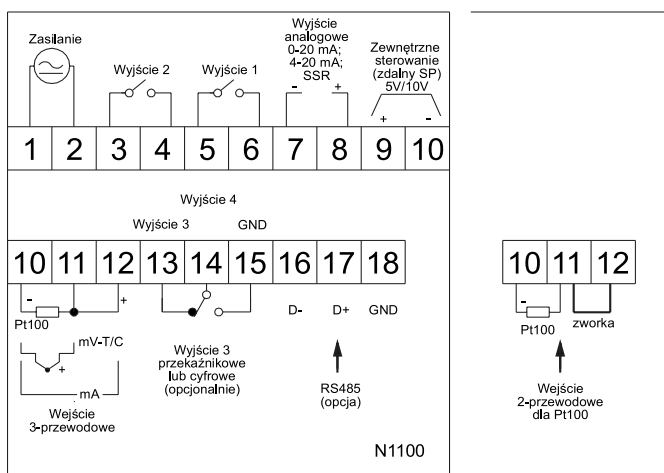 Zasilanie
Wyjście 2
Wyjście 1
Wyjście
analogowe
0-20 mA;
4-20 mA;
SSR
- +
Zewnętrzne
sterowanie
(zdalny SP)
5V/10V
+ -
1 2 3 4 5 6 7 8 9 10
Wyjście 4
Wyjście 3 GND
10 11 12 13 14 15 16 17 18
- +
Pt100
mV-T/C
+
mA
Wejście
3-przewodowe
Wyjście 3
przekaźnikowe
lub cyfrowe
(opcjonalnie)
D- D+ GND
RS485
(opcja)
N1100
10 11 12
-
Pt100 zworka
Wejście
2-przewodowe
dla Pt100